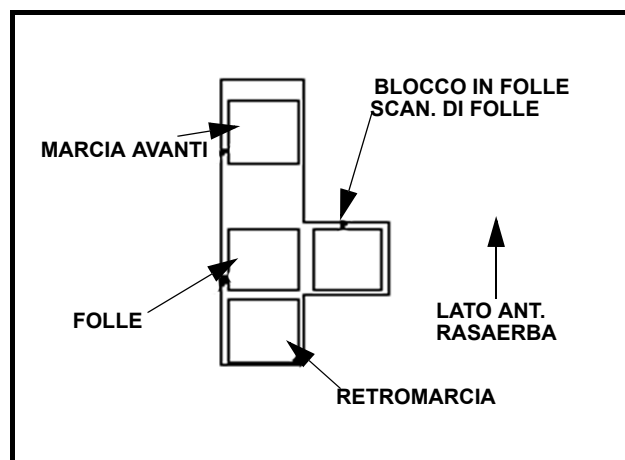 BLOCCO IN FOLLE
SCAN. DI FOLLE
MARCIA AVANTI
FOLLE
LATO ANT.
RASAERBA
RETROMARCIA